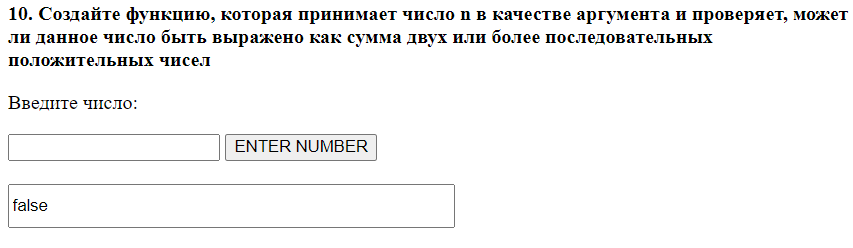 10. Создайте функцию, которая принимает число n в качестве аргумента и проверяет, может
ли данное число быть выражено как сумма двух или более последовательных
положительных чисел
Введите число:
ENTER NUMBER
false